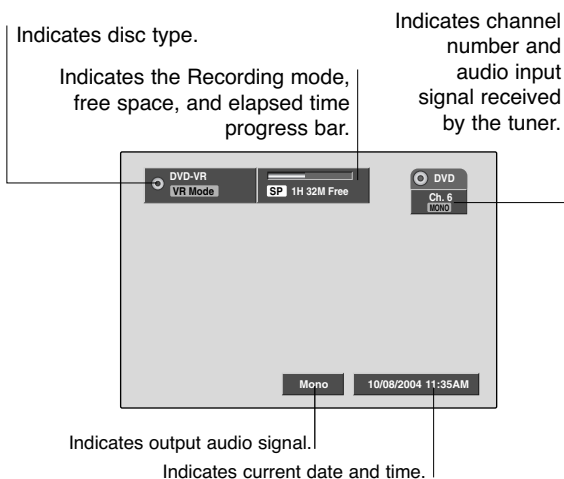 Indicates disc type.
Indicates the Recording mode,
free space, and elapsed time
progress bar.
Indicates channel
number and
audio input
signal received
by the tuner.
DVD-VR
VR Mode
SP 1H 32M Free
DVD
Ch. 6
MONO
Mono
10/08/2004 11:35AM
Indicates output audio signal.
Indicates current date and time.